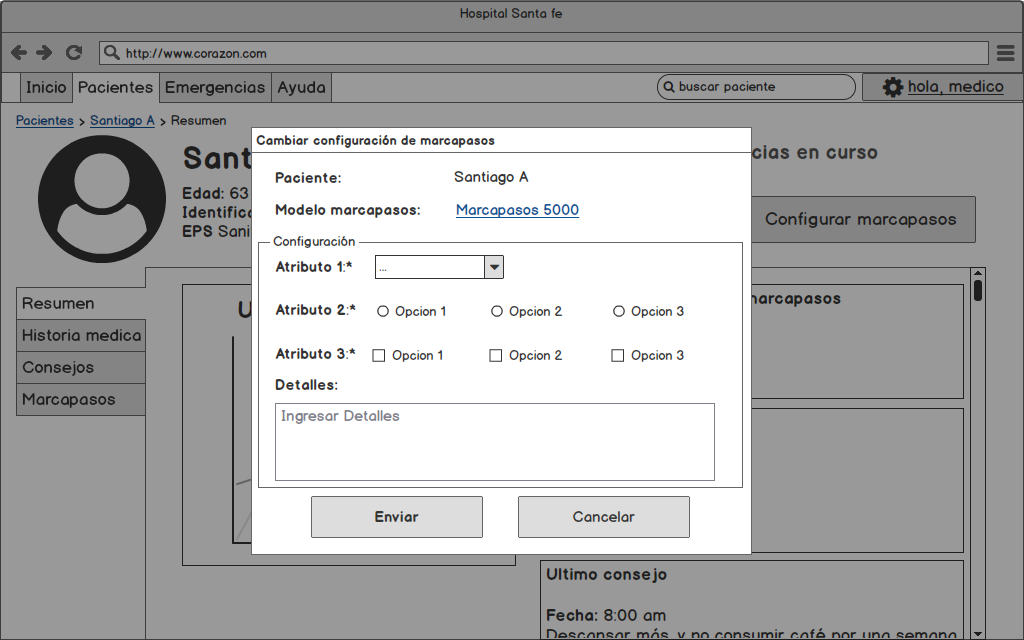 Hospital Santa fe
http://www.corazon.com
Inicio Pacientes Emergencias Ayuda buscar paciente hola, medico
Pacientes > Santiago A > Resumen
Cambiar configuración de marcapasos
Paciente: Santiago A
Modelo marcapasos: Marcapasos 5000
Configuración
Atributo 1:* ...
Atributo 2:* Opcion 1 Opcion 2 Opcion 3
Atributo 3:* Opcion 1 Opcion 2 Opcion 3
Detalles:
Ingresar Detalles
Enviar Cancelar
Sant
Edad: 63
Identifica
EPS Sani
cias en curso
Configurar marcapasos
Resumen
Historia medica
Consejos
Marcapasos
U
marcapasos
Ultimo consejo
Fecha: 8:00 am
Descansar más, y no consumir café por una semana